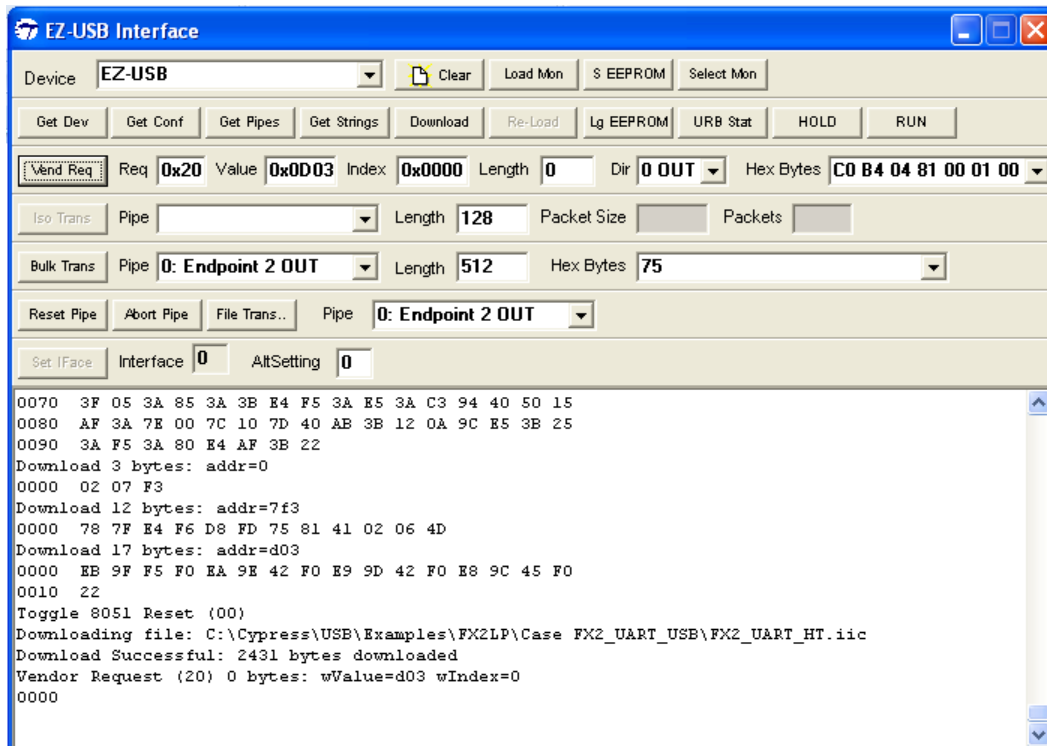 EZ-USB Interface
Device EZ-USB Clear Load Mon S EEPROM Select Mon
Get Dev Get Conf Get Pipes Get Strings Download Re-Load Lg EEPROM URB Stat HOLD RUN
Vend Req Req 0x20 Value 0x0D03 Index 0x0000 Length 0 Dir 0 OUT Hex Bytes C0 B4 04 81 00 01 00
Iso Trans Pipe Length 128 Packet Size Packets
Bulk Trans Pipe 0: Endpoint 2 OUT Length 512 Hex Bytes 75
Reset Pipe Abort Pipe File Trans.. Pipe 0: Endpoint 2 OUT
Set IFace Interface 0 AltSetting 0
0070 3F 05 3A 85 3A 3B E4 F5 3A E5 3A C3 94 40 50 15
0080 AF 3A 7E 00 7C 10 7D 40 AB 3B 12 0A 9C E5 3B 25
0090 3A F5 3A 80 E4 AF 3B 22
Download 3 bytes: addr=0
0000 02 07 F3
Download 12 bytes: addr=7f3
0000 78 7F E4 F6 D8 FD 75 81 41 02 06 4D
Download 17 bytes: addr=d03
0000 EB 9F F5 F0 EA 9E 42 F0 E9 9D 42 F0 E8 9C 45 F0
0010 22
Toggle 8051 Reset (00)
Downloading file: C:\Cypress\USB\Examples\FX2LP\Case FX2_UART_USB\FX2_UART_HT.iic
Download Successful: 2431 bytes downloaded
Vendor Request (20) 0 bytes: wValue=d03 wIndex=0
0000